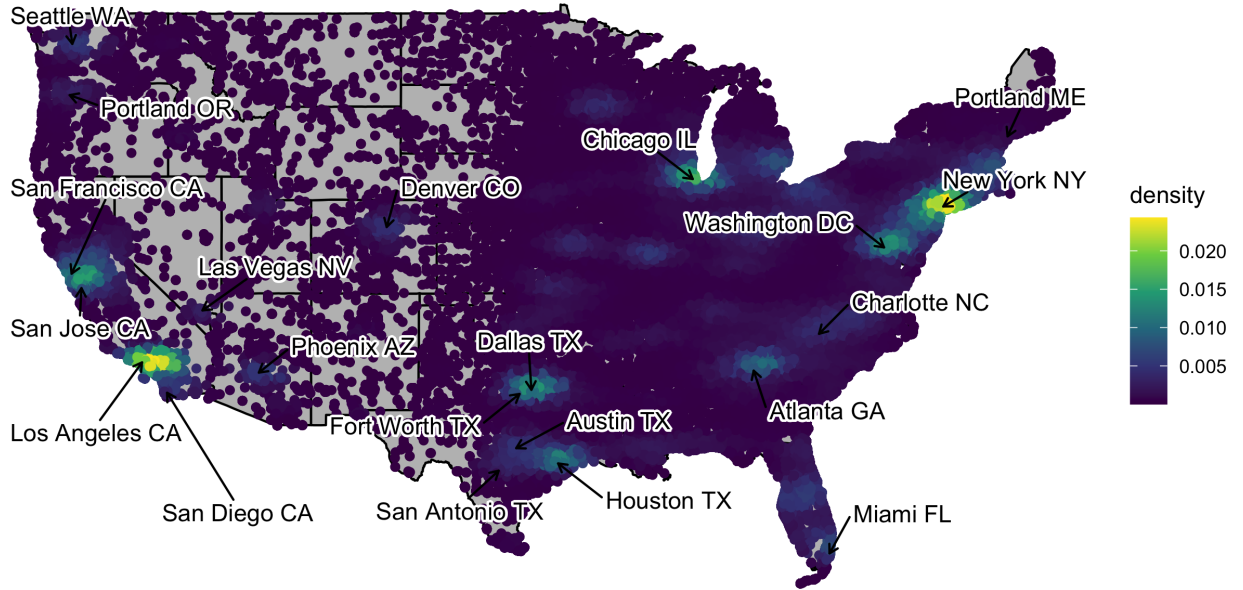 Seattle WA
Portland OR
Portland ME
Chicago IL
New York NY
San Francisco CA
Denver CO
density
Washington DC
0.020
Las Vegas NV
0.015
Charlotte NC
San Jose CA
0.010
Phoenix AZ
Dallas TX
0.005
Atlanta GA
Los Angeles CA
Fort Worth TX
Austin TX
San Diego CA
San Antonio TX
Houston TX
Miami FL